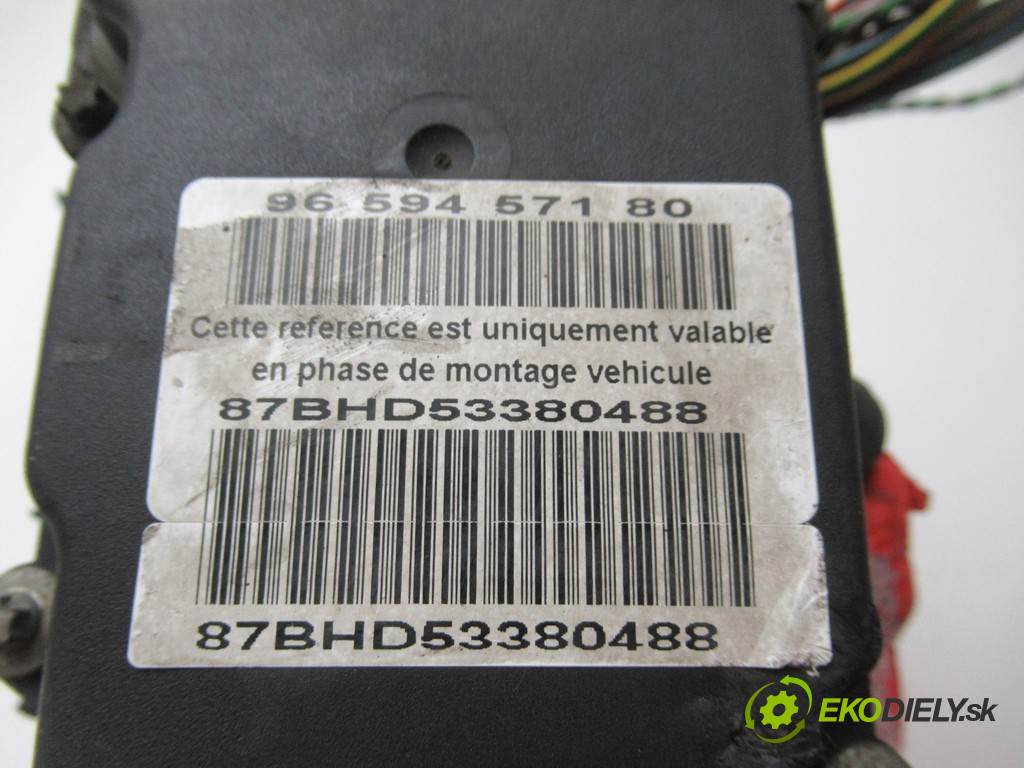 96 594 571 80
Cette reference est uniquement valable
en phase de montage vehicule
87BHD53380488
87BHD53380488
EKODIELY.sk